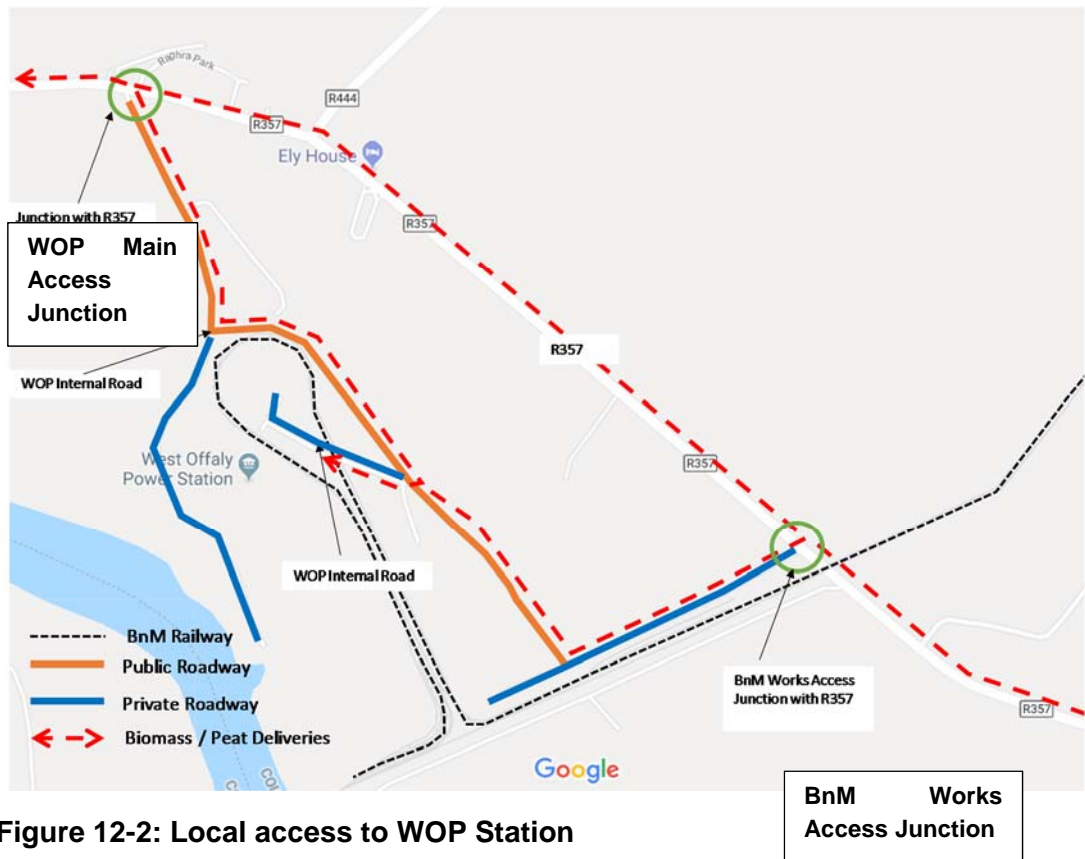 Raghra Park
R444
R357
Ely House
R357
Junction with R357
WOP Main
Access
Junction
R357
WOP Internal Road
West Offaly
Power Station
R357
WOP Internal Road
BnM Railway
Public Roadway
Private Roadway
Biomass / Peat Deliveries
BnM Works Access
Junction with R357
R357
Google
BnM Works
Access Junction
Figure 12-2: Local access to WOP Station